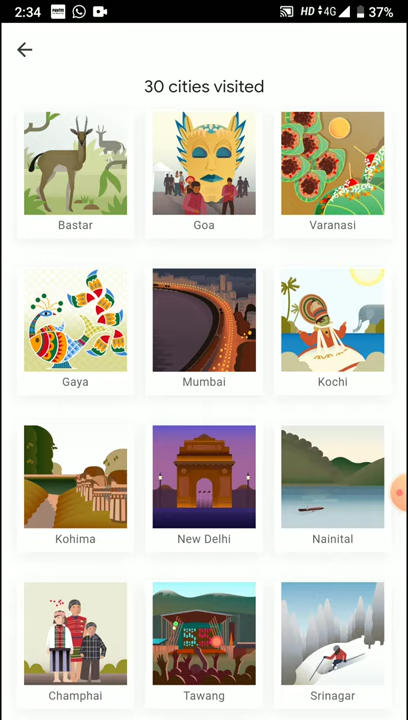 2:34 HD 4G 37%
30 cities visited
Bastar Goa Varanasi
Gaya Mumbai Kochi
Kohima New Delhi Nainital
Champhai Tawang Srinagar